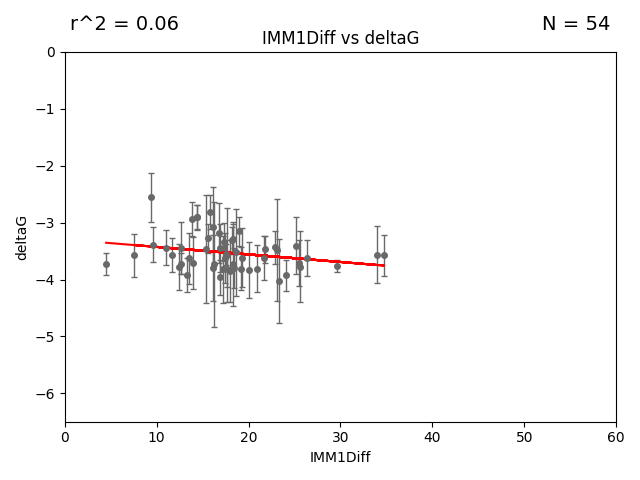 r^2 = 0.06
N = 54
IMM1Diff vs deltaG
0
−1
−2
−3
−4
−5
−6
deltaG
0 10 20 30 40 50 60
IMM1Diff